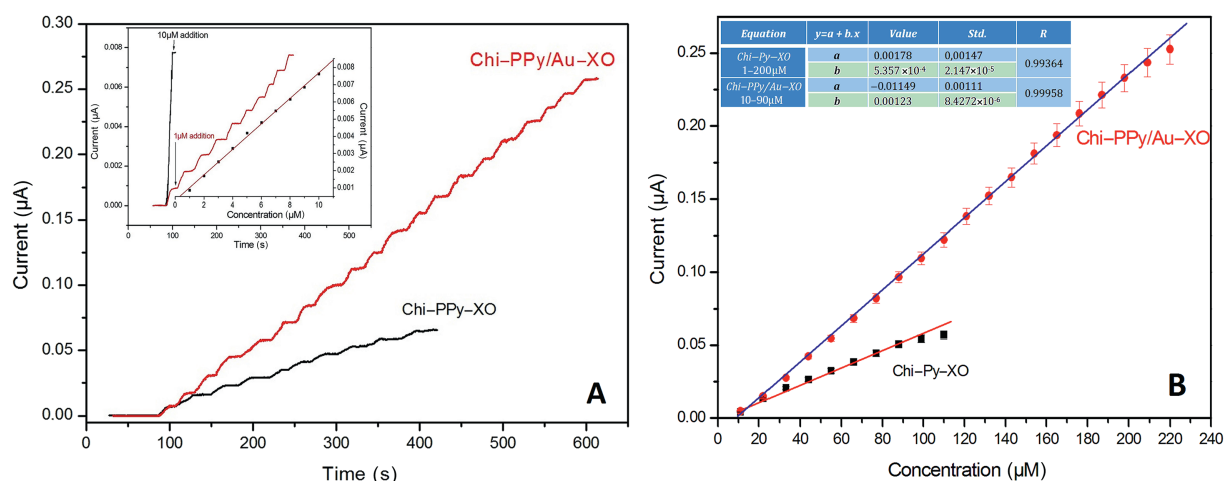 0.30
0.25
0.20
0.15
0.10
0.05
0.00
Current (µA)
0 50 100 150 200 250 300 350 400 450 500 550 600 650
Time (s)
Chi–PPy/Au–XO
Chi–PPy–XO
A
10µM addition
1µM addition
0.008
0.006
0.004
0.002
0.000
Current (µA)
0.008
0.007
0.006
0.005
0.004
0.003
0.002
0.001
Current (µA)
0 2 4 6 8 10
Concentration (µM)
0 100 200 300 400 500
Time (s)
Equation y=a + b.x Value Std. R
Chi–Py–XO a 0.00178 0,00147 0.99364
1–200µM b 5.357×10-4 2.147×10-5
Chi–PPy/Au–XO a –0.01149 0.00111 0.99958
10–90µM b 0.00123 8.4272×10-6
0.25
0.20
0.15
0.10
0.05
0.00
Current (µA)
Chi–PPy/Au–XO
Chi–Py–XO
B
0 20 40 60 80 100 120 140 160 180 200 220 240
Concentration (µM)